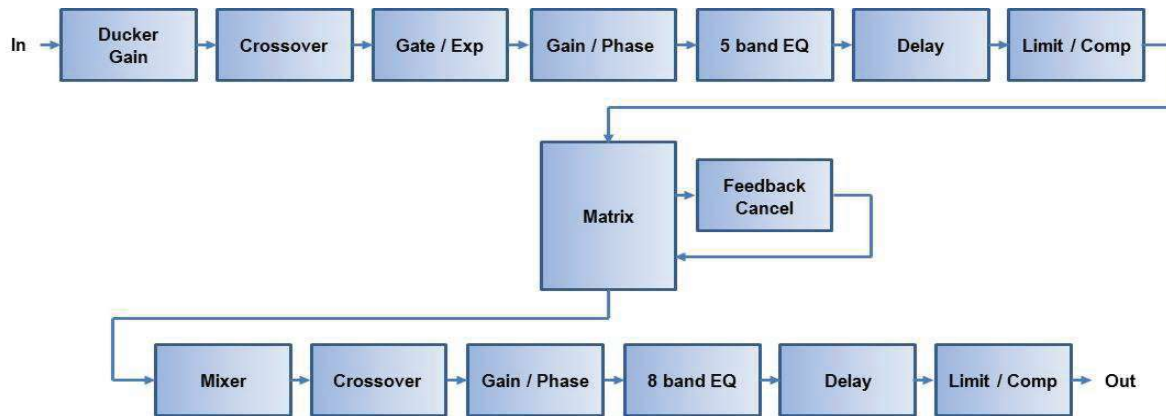 In
Ducker
Gain
Crossover
Gate / Exp
Gain / Phase
5 band EQ
Delay
Limit / Comp
Matrix
Feedback
Cancel
Mixer
Crossover
Gain / Phase
8 band EQ
Delay
Limit / Comp
Out